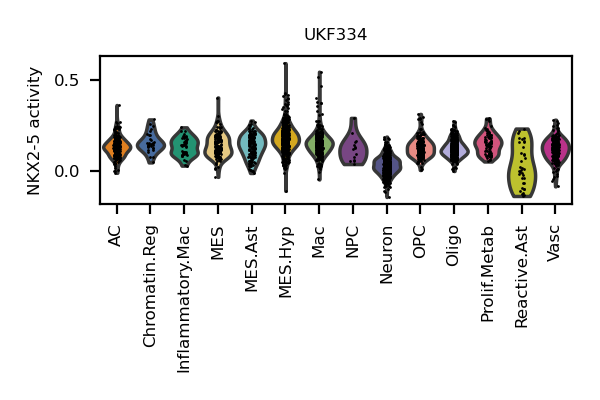 UKF334
NKX2-5 activity
0.5
0.0
AC
Chromatin.Reg
Inflammatory.Mac
MES
MES.Ast
MES.Hyp
Mac
NPC
Neuron
OPC
Oligo
Prolif.Metab
Reactive.Ast
Vasc